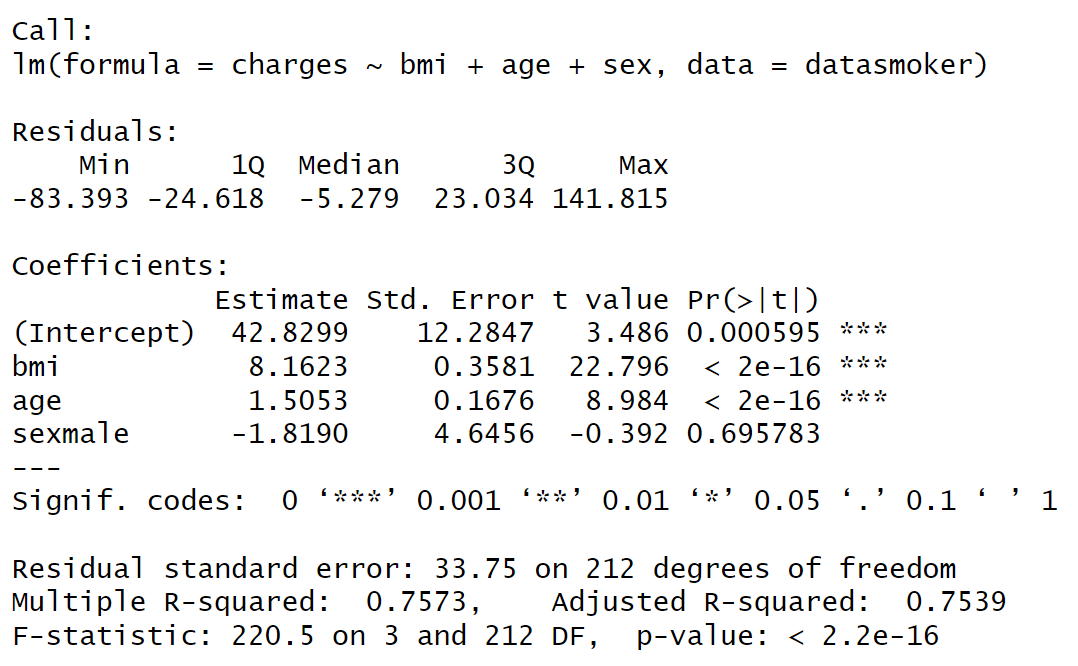 Call:
lm(formula = charges ~ bmi + age + sex, data = datasmoker)
Residuals:
    Min      1Q  Median      3Q     Max
-83.393 -24.618  -5.279  23.034 141.815
Coefficients:
            Estimate Std. Error t value Pr(>|t|)
(Intercept)  42.8299    12.2847   3.486 0.000595 ***
bmi           8.1623     0.3581  22.796  < 2e-16 ***
age           1.5053     0.1676   8.984  < 2e-16 ***
sexmale      -1.8190     4.6456  -0.392 0.695783
---
Signif. codes:  0 ‘***’ 0.001 ‘**’ 0.01 ‘*’ 0.05 ‘.’ 0.1 ‘ ’ 1
Residual standard error: 33.75 on 212 degrees of freedom
Multiple R-squared:  0.7573,    Adjusted R-squared:  0.7539
F-statistic: 220.5 on 3 and 212 DF,  p-value: < 2.2e-16